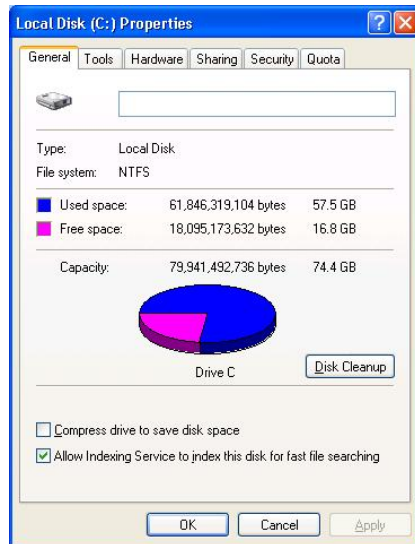 Local Disk (C:) Properties
General Tools Hardware Sharing Security Quota
Type: Local Disk
File system: NTFS
Used space: 61,846,319,104 bytes 57.5 GB
Free space: 18,095,173,632 bytes 16.8 GB
Capacity: 79,941,492,736 bytes 74.4 GB
Drive C
Disk Cleanup
Compress drive to save disk space
Allow Indexing Service to index this disk for fast file searching
OK Cancel Apply